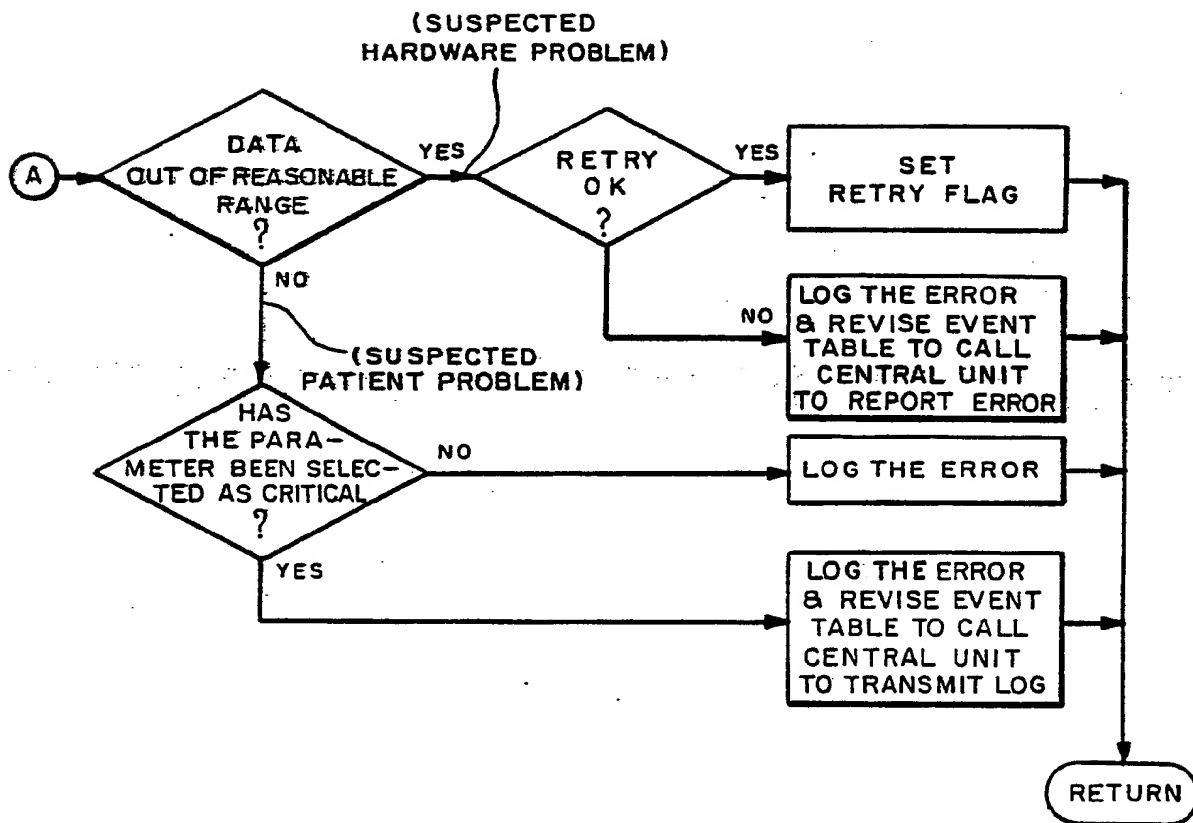 (SUSPECTED
HARDWARE PROBLEM)
A
DATA
OUT OF REASONABLE
RANGE
?
YES
RETRY
OK
?
YES
SET
RETRY FLAG
NO
NO
LOG THE ERROR
& REVISE EVENT
TABLE TO CALL
CENTRAL UNIT
TO REPORT ERROR
(SUSPECTED
PATIENT PROBLEM)
HAS
THE PARA-
METER BEEN SELEC-
TED AS CRITICAL
?
NO
LOG THE ERROR
YES
LOG THE ERROR
& REVISE EVENT
TABLE TO CALL
CENTRAL UNIT
TO TRANSMIT LOG
RETURN